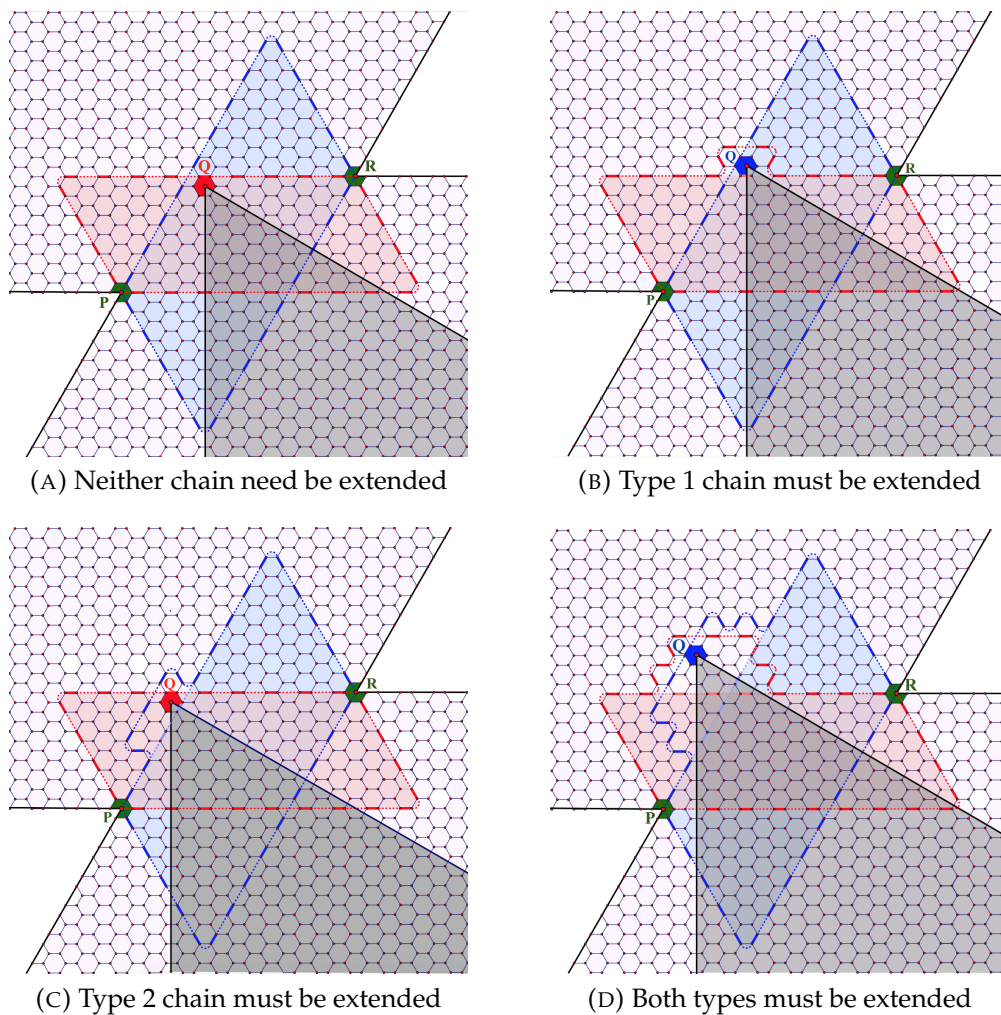 Q
R
P
Q
R
P
(A) Neither chain need be extended
(B) Type 1 chain must be extended
Q
R
P
Q
R
P
(C) Type 2 chain must be extended
(D) Both types must be extended